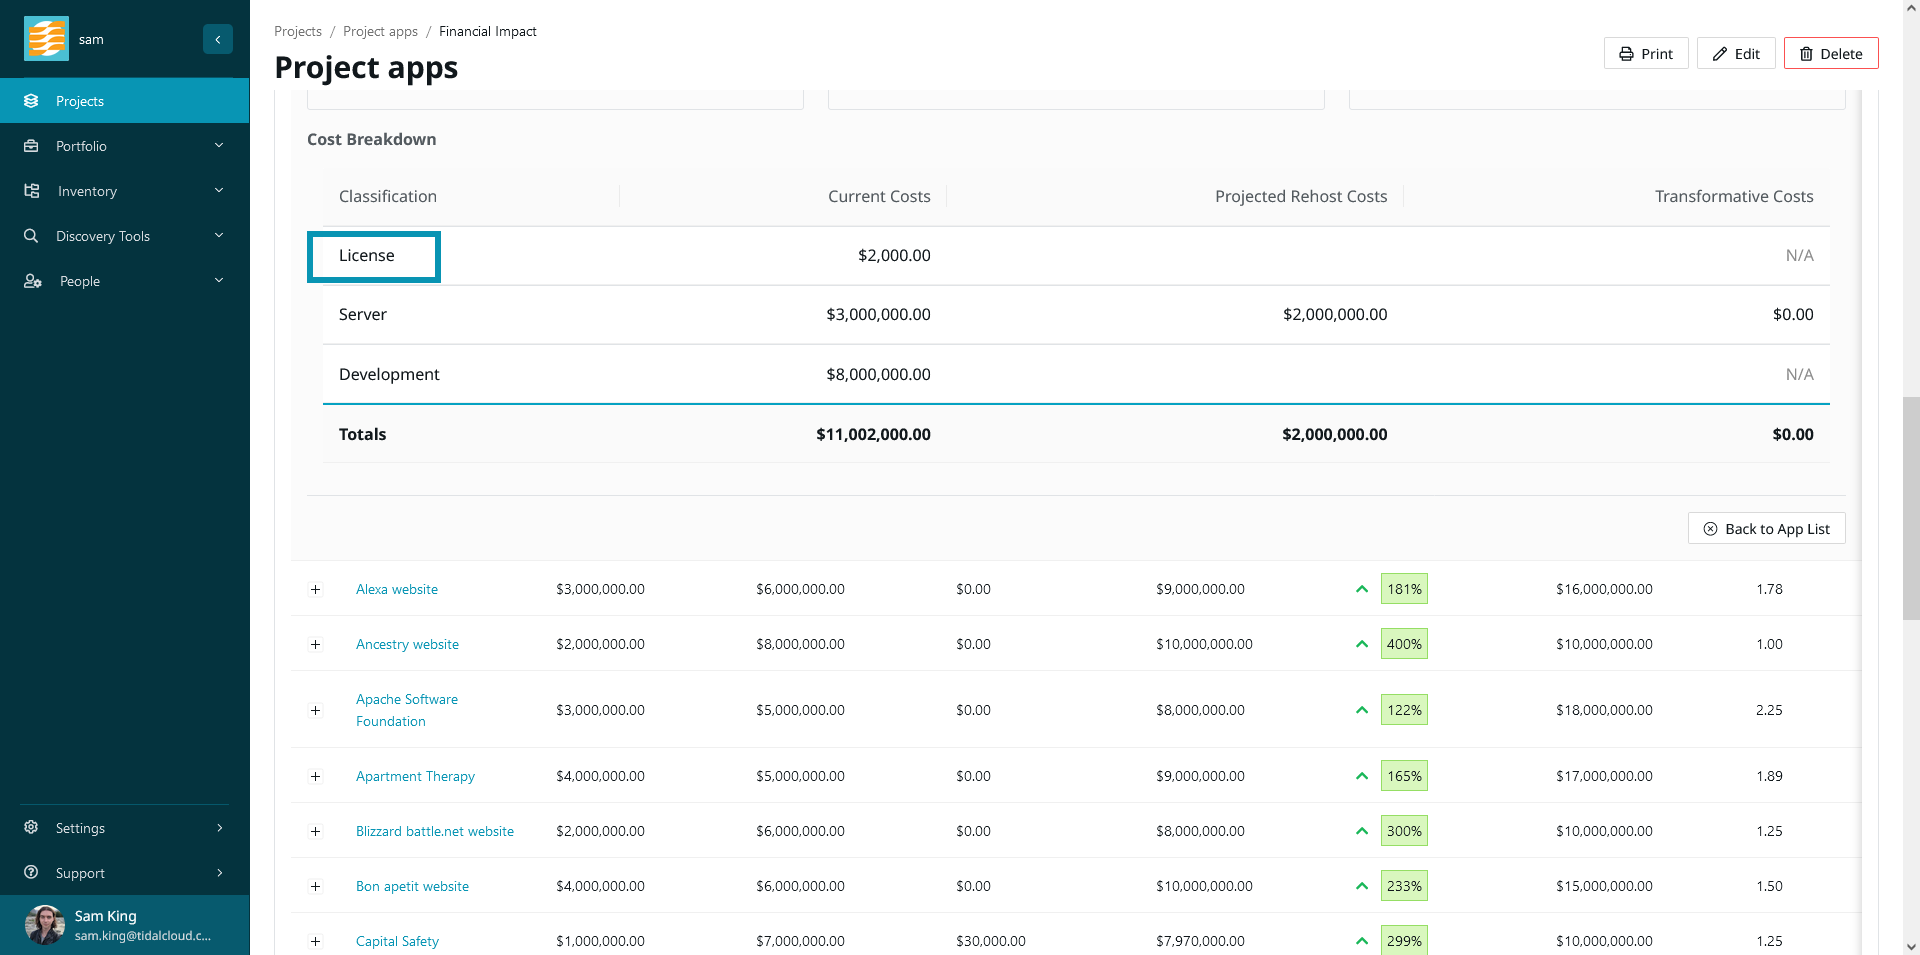 sam
Projects
Portfolio
Inventory
Discovery Tools
People
Settings
Support
Sam King
sam.king@tidalcloud.c...
Projects / Project apps / Financial Impact
Project apps
Print Edit Delete
Cost Breakdown
Classification Current Costs Projected Rehost Costs Transformative Costs
License $2,000.00 N/A
Server $3,000,000.00 $2,000,000.00 $0.00
Development $8,000,000.00 N/A
Totals $11,002,000.00 $2,000,000.00 $0.00
Back to App List
Alexa website $3,000,000.00 $6,000,000.00 $0.00 $9,000,000.00 181% $16,000,000.00 1.78
Ancestry website $2,000,000.00 $8,000,000.00 $0.00 $10,000,000.00 400% $10,000,000.00 1.00
Apache Software
Foundation $3,000,000.00 $5,000,000.00 $0.00 $8,000,000.00 122% $18,000,000.00 2.25
Apartment Therapy $4,000,000.00 $5,000,000.00 $0.00 $9,000,000.00 165% $17,000,000.00 1.89
Blizzard battle.net website $2,000,000.00 $6,000,000.00 $0.00 $8,000,000.00 300% $10,000,000.00 1.25
Bon apetit website $4,000,000.00 $6,000,000.00 $0.00 $10,000,000.00 233% $15,000,000.00 1.50
Capital Safety $1,000,000.00 $7,000,000.00 $30,000.00 $7,970,000.00 299% $10,000,000.00 1.25